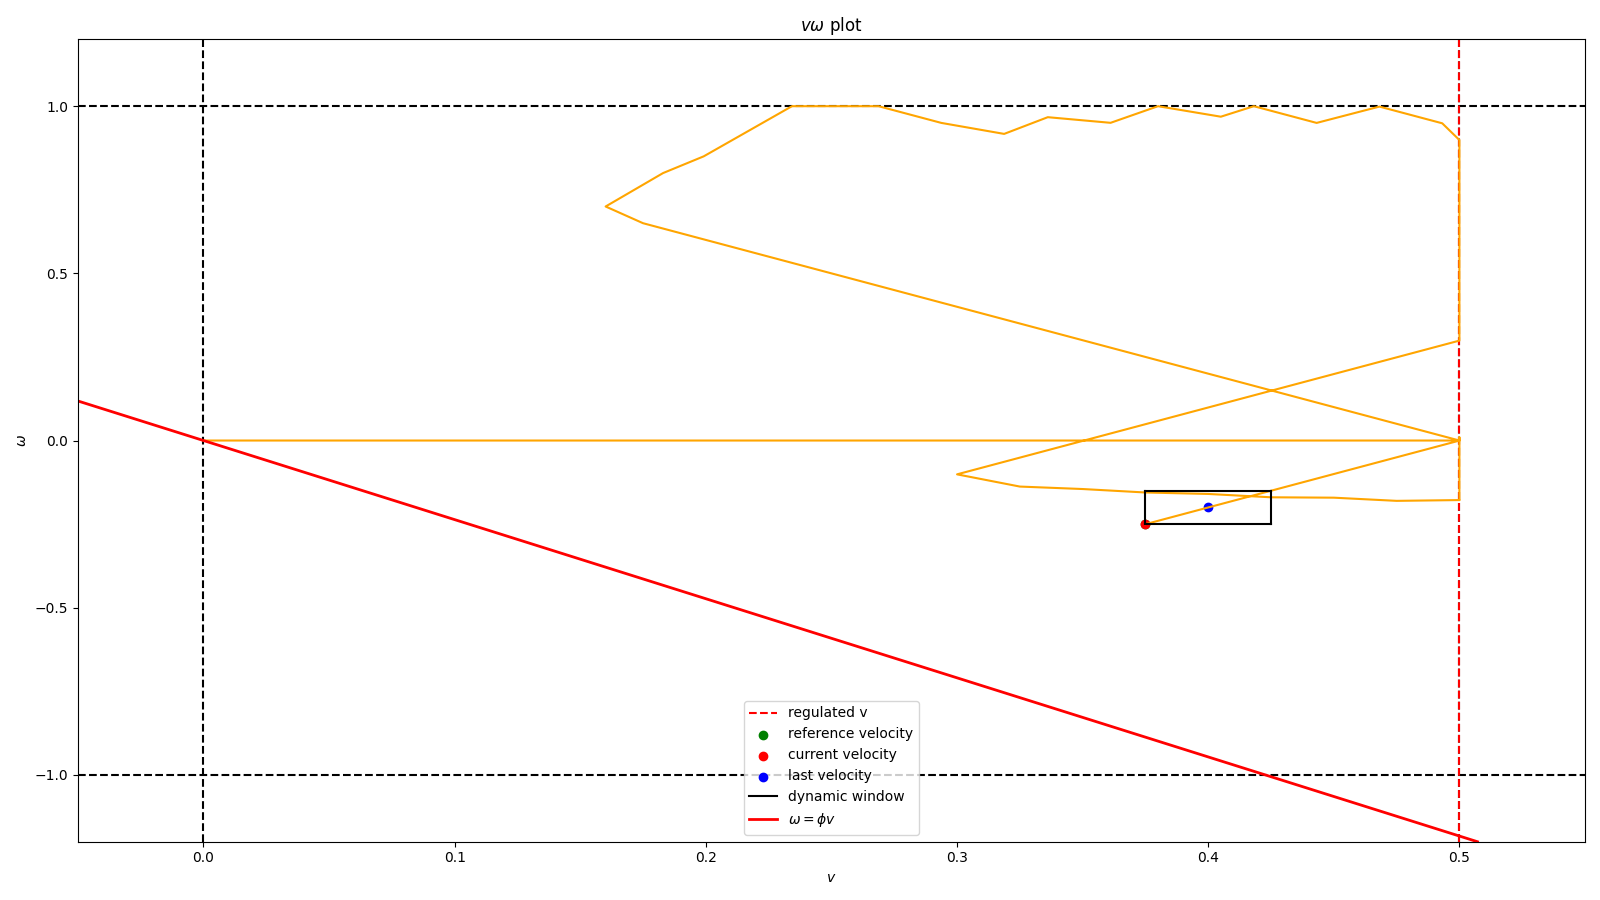 vω plot
ω
1.0
0.5
0.0
−0.5
−1.0
0.0 0.1 0.2 0.3 0.4 0.5
v
regulated v
reference velocity
current velocity
last velocity
dynamic window
ω = ϕv